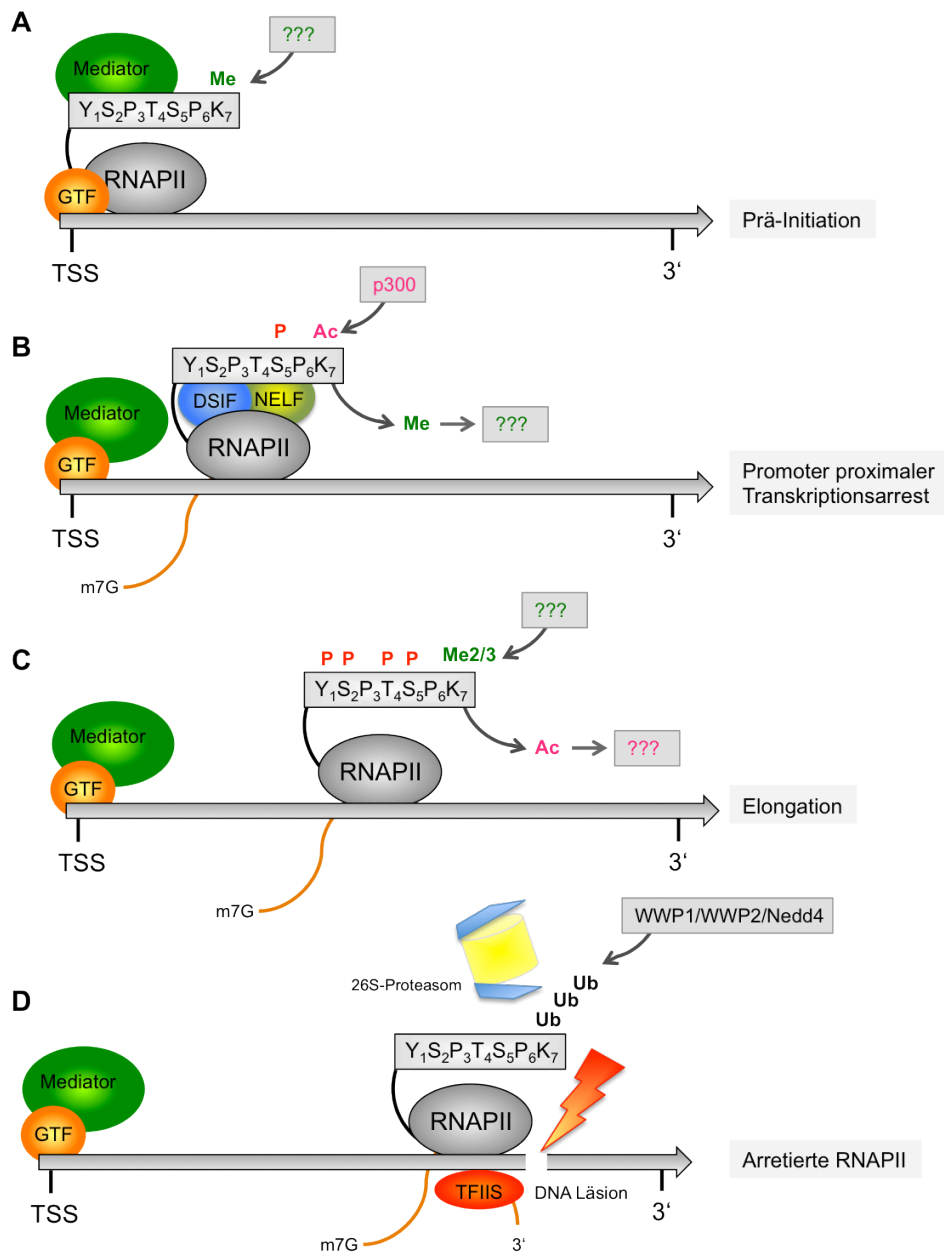 A
???
Mediator
Me
Y₁S₂P₃T₄S₅P₆K₇
RNAPII
GTF
Prä-Initiation
TSS
3‘
p300
P
Ac
B
Y₁S₂P₃T₄S₅P₆K₇
DSIF
NELF
Mediator
Me
???
RNAPII
GTF
Promoter proximaler
Transkriptionsarrest
TSS
3‘
m7G
???
C
P P P P
Me2/3
Y₁S₂P₃T₄S₅P₆K₇
Mediator
Ac
???
RNAPII
GTF
Elongation
TSS
3‘
m7G
WWP1/WWP2/Nedd4
26S-Proteasom
Ub
Ub
Ub
D
Y₁S₂P₃T₄S₅P₆K₇
Mediator
RNAPII
GTF
Arretierte RNAPII
TFIIS
DNA Läsion
TSS
3‘
m7G
3‘